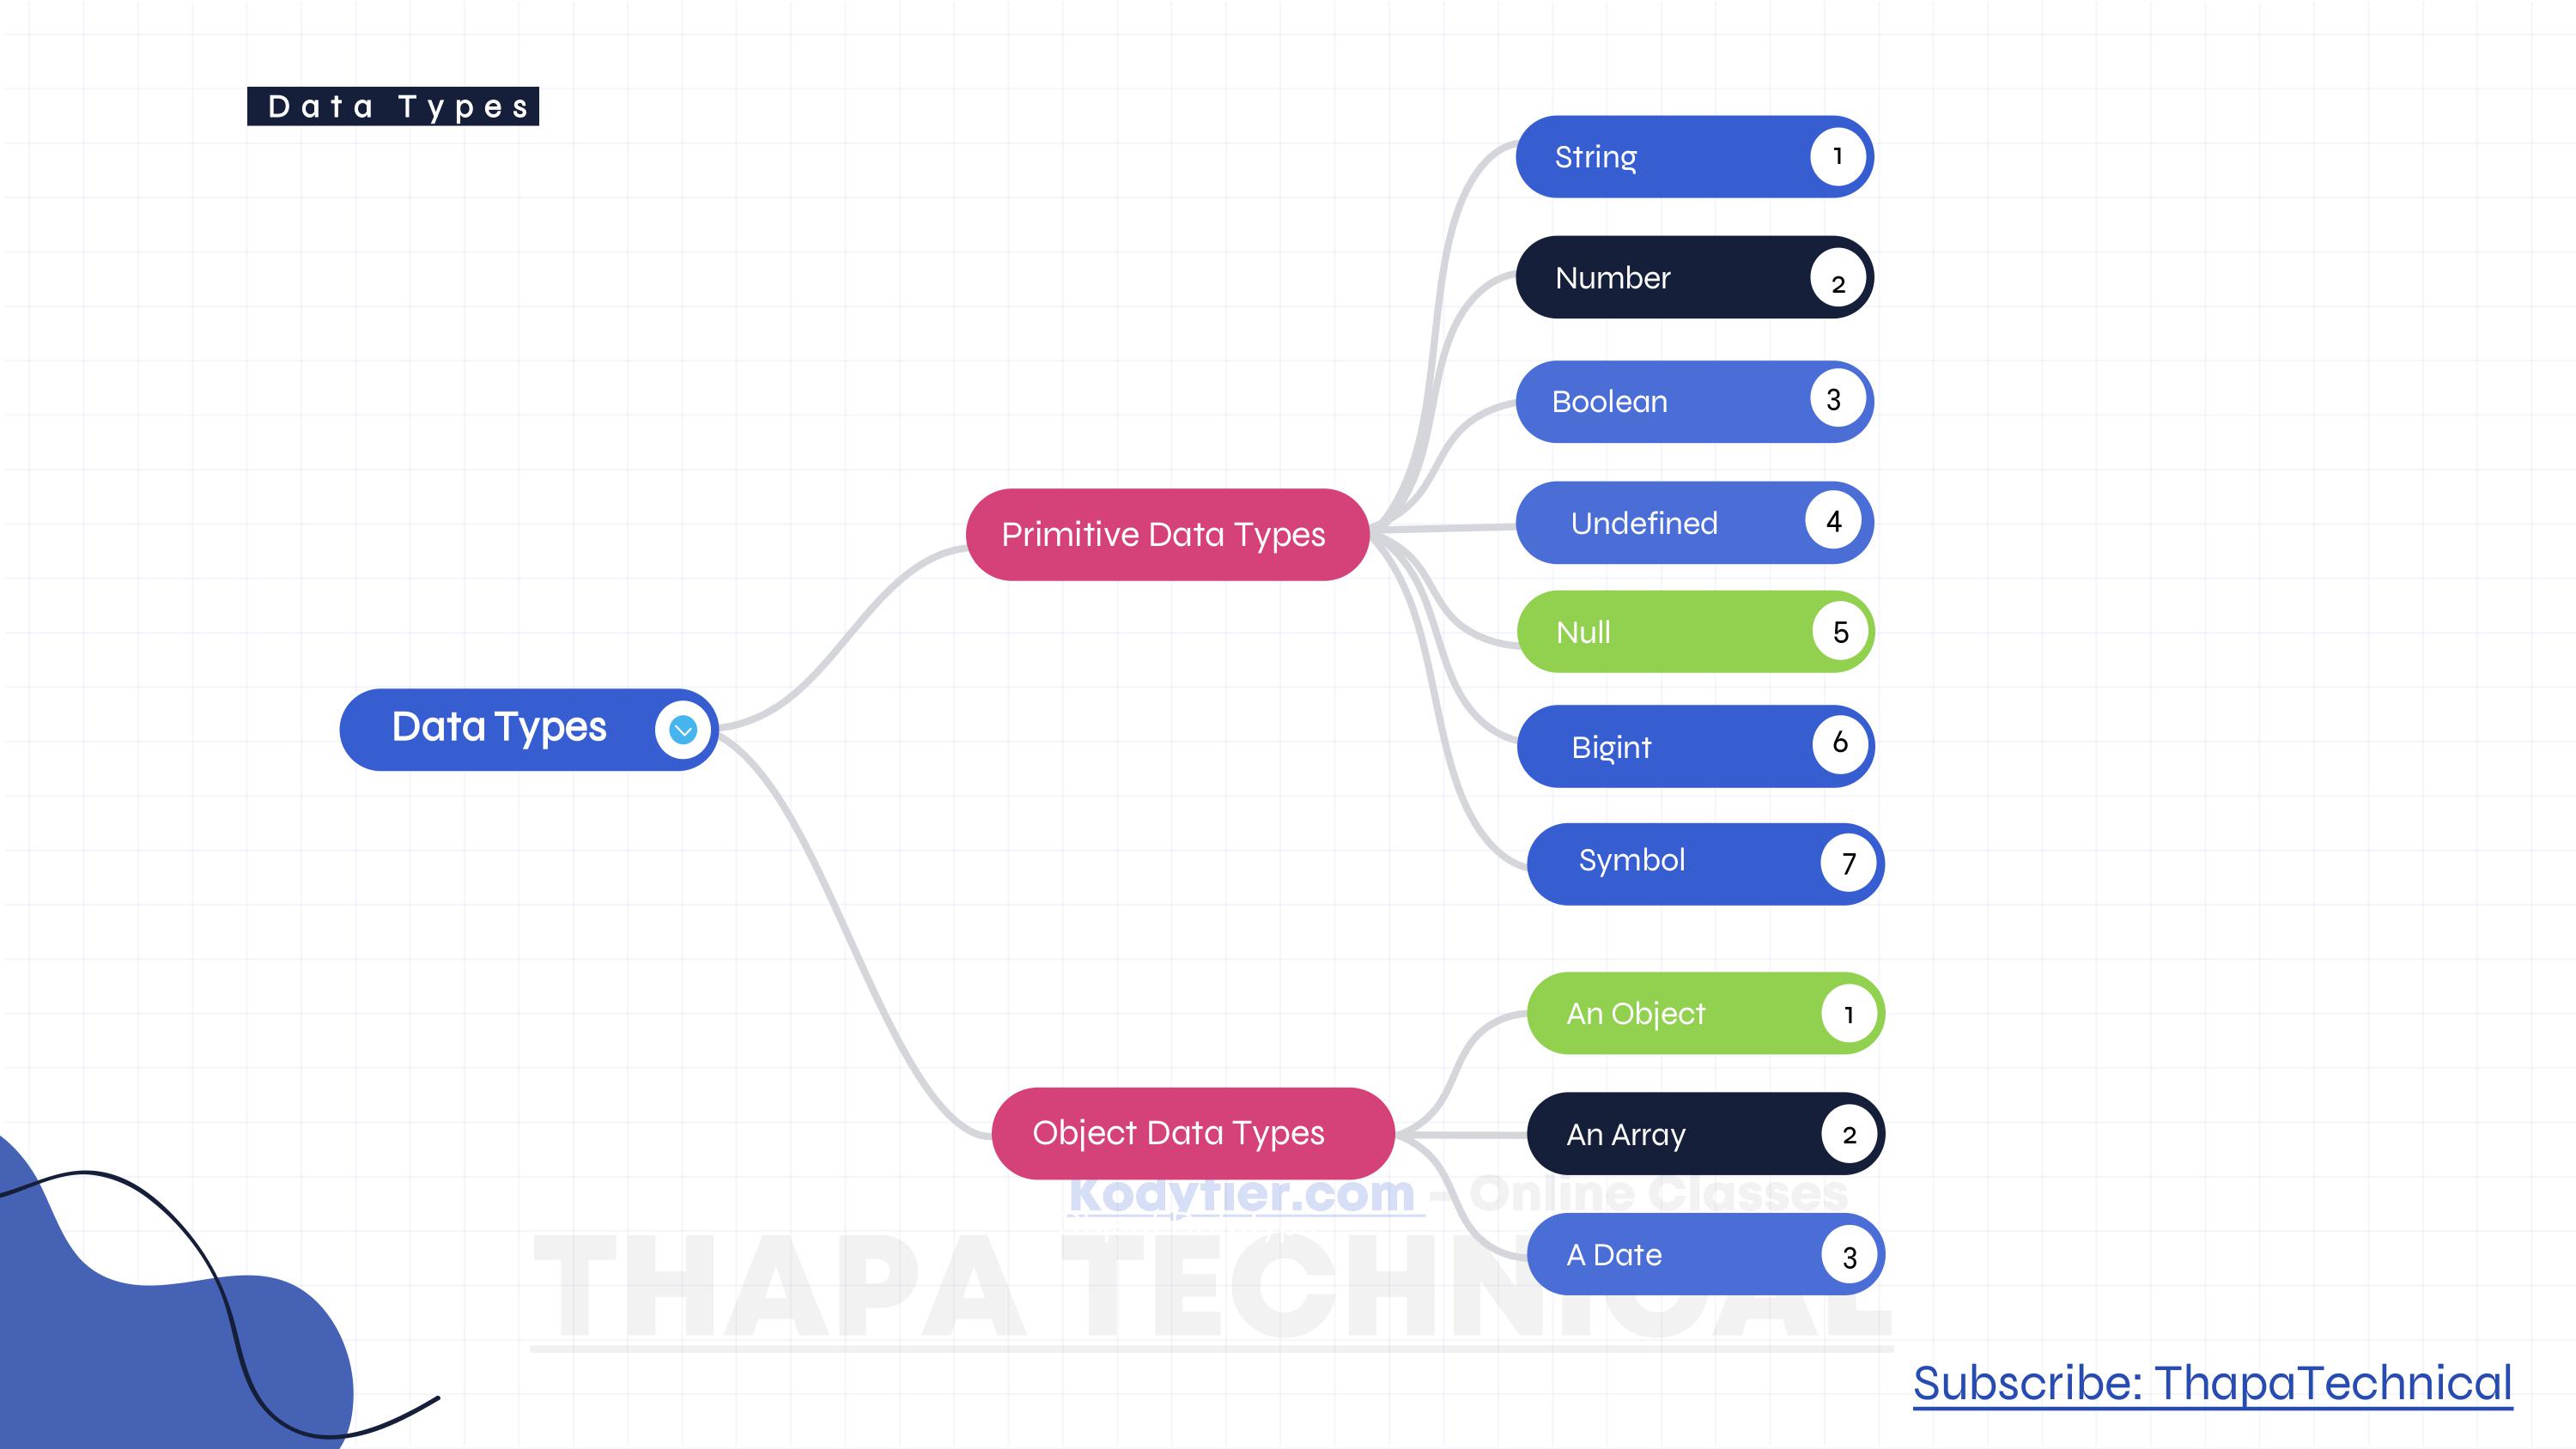 Data Types
String 1
Number 2
Boolean 3
Undefined 4
Primitive Data Types
Null 5
Data Types
Bigint 6
Symbol 7
An Object 1
Object Data Types
An Array 2
Kodytier.com - Online Classes
A Date 3
THAPA TECHNICAL
Subscribe: ThapaTechnical